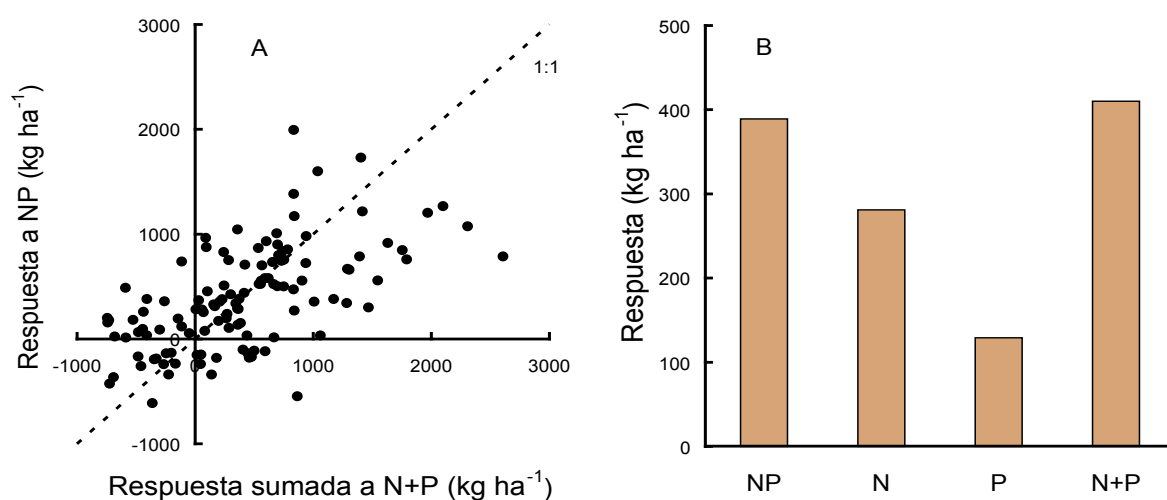 A
1:1
Respuesta a NP (kg ha⁻¹)
3000
2000
1000
0
-1000
-1000
0
1000
2000
3000
Respuesta sumada a N+P (kg ha⁻¹)
B
Respuesta (kg ha⁻¹)
500
400
300
200
100
0
NP N P N+P